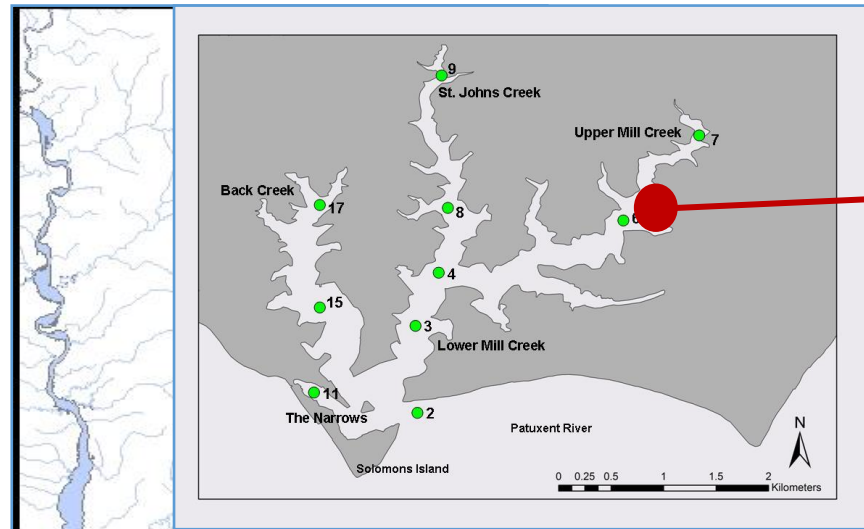 9
St. Johns Creek
Upper Mill Creek
7
Back Creek
17
8
6
4
15
3
Lower Mill Creek
11
The Narrows
2
Patuxent River
N
Solomons Island
0 0.25 0.5 1 1.5 2
Kilometers